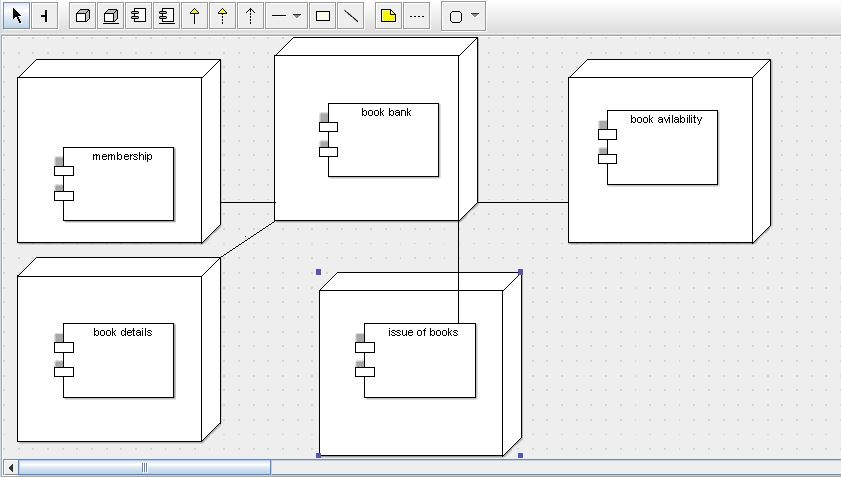 book bank
book avilability
membership
book details
issue of books